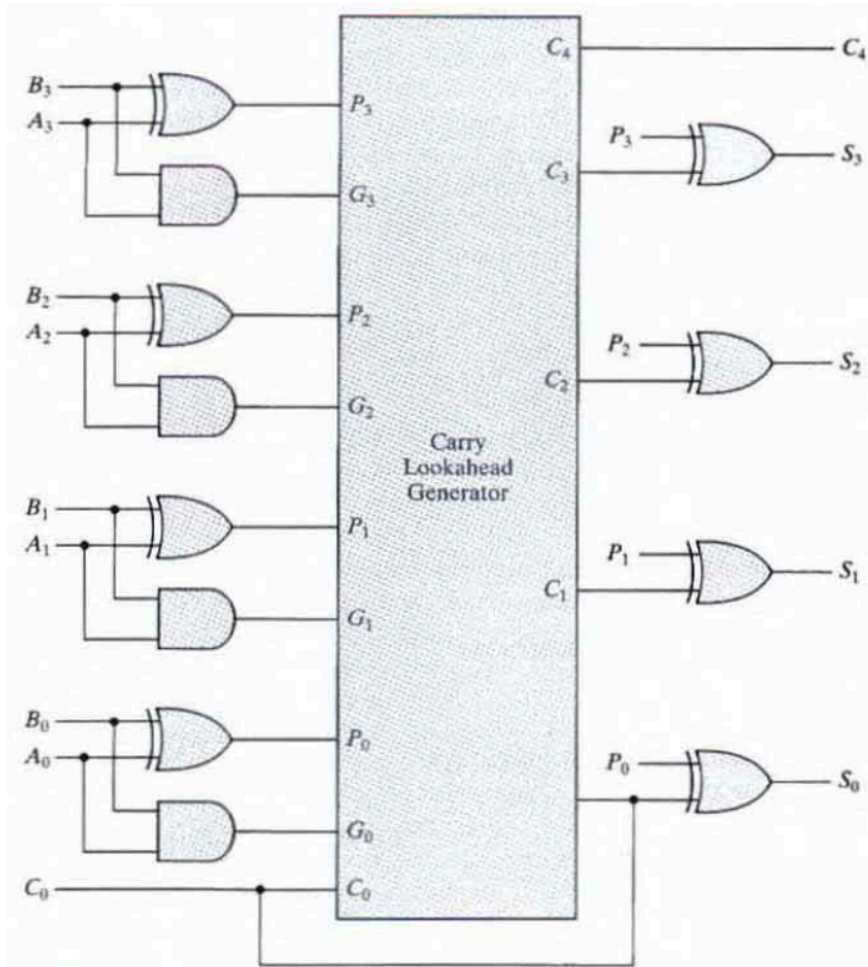 C₄ C₄
B₃
A₃
P₃
P₃
S₃
C₃
G₃
B₂
A₂
P₂
P₂
S₂
C₂
G₂
Carry
Lookahead
Generator
B₁
A₁
P₁
P₁
S₁
C₁
G₁
B₀
A₀
P₀
P₀
S₀
G₀
C₀ C₀